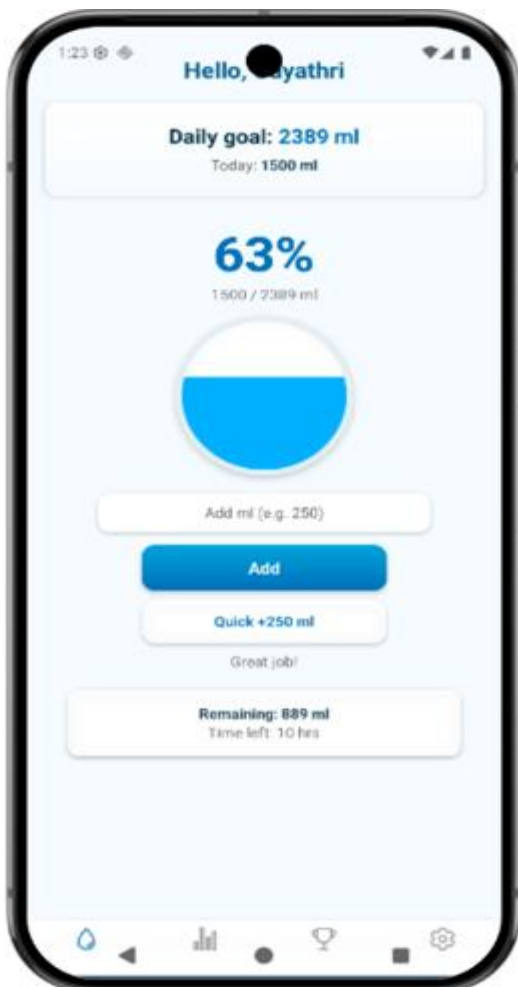 1:23
Hello, yathri
Daily goal: 2389 ml
Today: 1500 ml
63%
1500 / 2389 ml
Add ml (e.g. 250)
Add
Quick +250 ml
Great job!
Remaining: 889 ml
Time left: 10 hrs